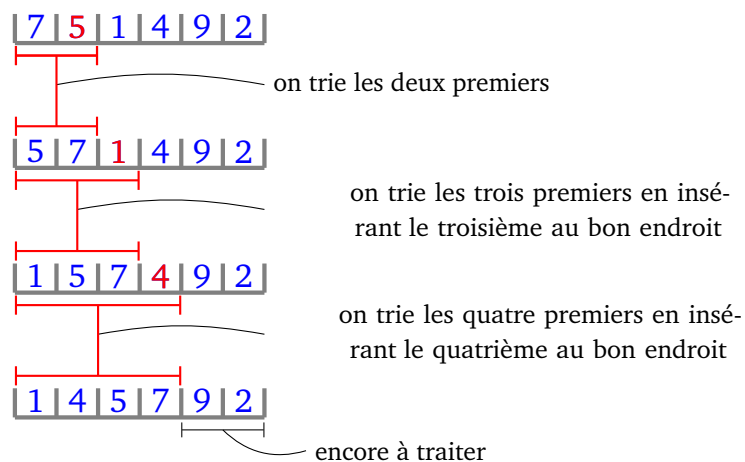 7 5 1 4 9 2
on trie les deux premiers
5 7 1 4 9 2
on trie les trois premiers en insé-
rant le troisième au bon endroit
1 5 7 4 9 2
on trie les quatre premiers en insé-
rant le quatrième au bon endroit
1 4 5 7 9 2
encore à traiter